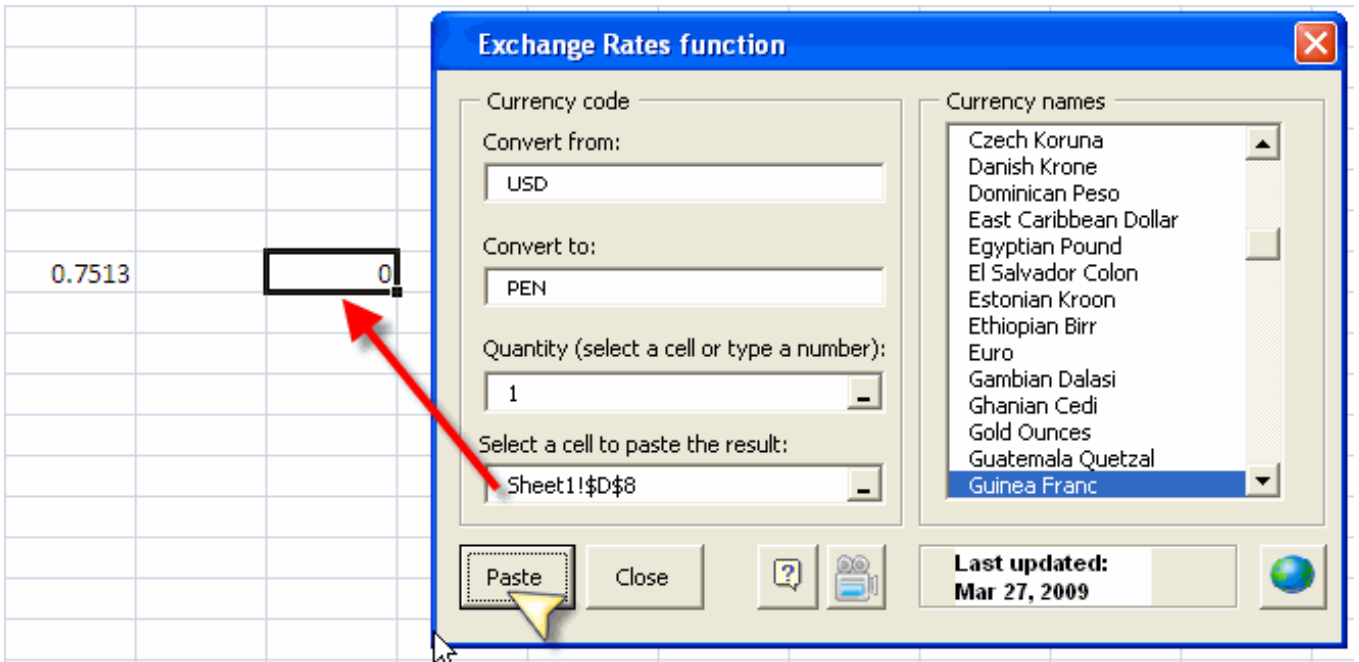 Exchange Rates function
Currency code
Convert from:
USD
Convert to:
PEN
Quantity (select a cell or type a number):
1
Select a cell to paste the result:
Sheet1!$D$8
Currency names
Czech Koruna
Danish Krone
Dominican Peso
East Caribbean Dollar
Egyptian Pound
El Salvador Colon
Estonian Kroon
Ethiopian Birr
Euro
Gambian Dalasi
Ghanian Cedi
Gold Ounces
Guatemala Quetzal
Guinea Franc
0.7513
0
Paste
Close
?
Last updated:
Mar 27, 2009